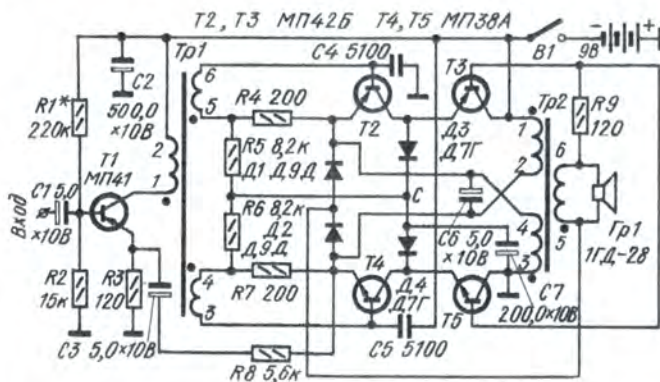 Т2, Т3 МП42Б Т4, Т5 МП38А
Тр1
6
5
С4 5100
Т3
В1
-
+
9В
С2
500,0
×10В
R1*
220к
Т1
МП41
2
1
R4 200
Т2
R5 8,2к
Д1 Д9Д
Д3
Д7Г
Тр2
1
2
R9
120
6
С1 5,0
×10В
Вход
С
R6 8,2к
Д2
Д9Д
С6 5,0
×10В
4
3
5
Гр1
1ГД-28
R2
15к
R3
120
4
3
R7 200
Т4
Д4
Д7Г
Т5
С7
200,0×10В
С3 5,0×10В
С5 5100
R8 5,6к